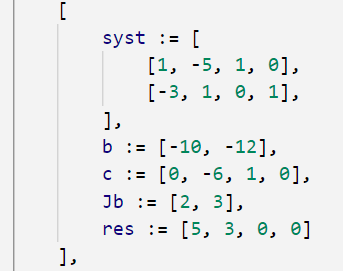 [
syst := [
[1, -5, 1, 0],
[-3, 1, 0, 1],
],
b := [-10, -12],
c := [0, -6, 1, 0],
Jb := [2, 3],
res := [5, 3, 0, 0]
],